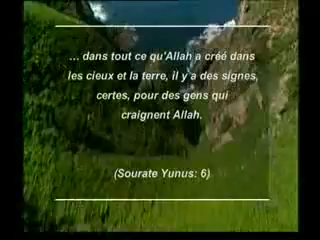 ... dans tout ce qu'Allah a créé dans
les cieux et la terre, il y a des signes,
certes, pour des gens qui
craignent Allah.
(Sourate Yunus: 6)